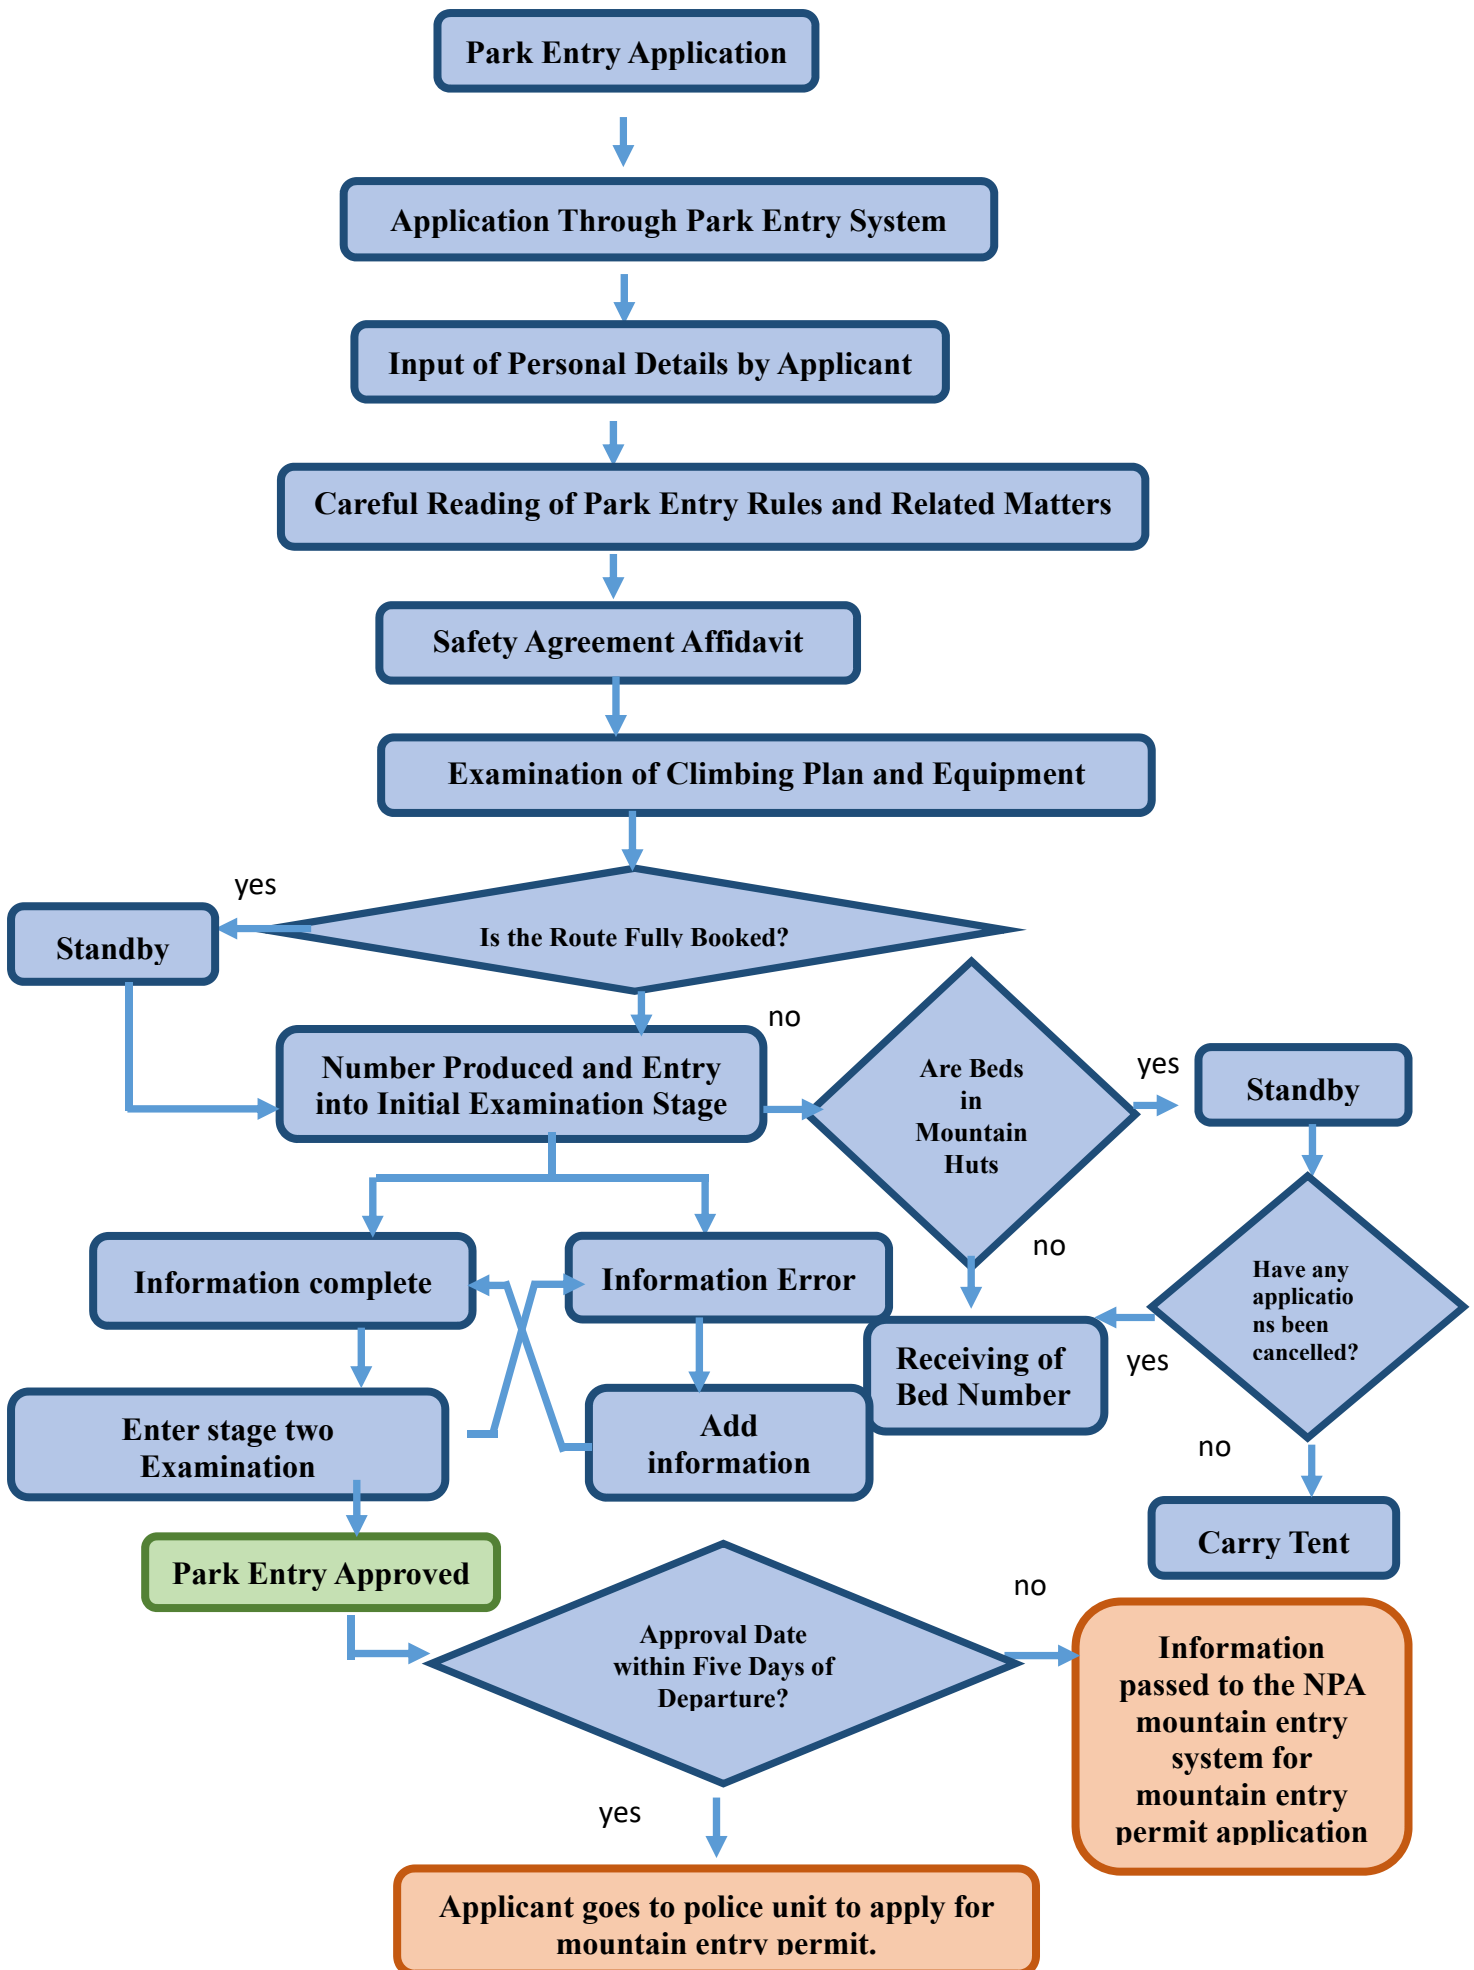 Park Entry Application
Application Through Park Entry System
Input of Personal Details by Applicant
Careful Reading of Park Entry Rules and Related Matters
Safety Agreement Affidavit
Examination of Climbing Plan and Equipment
yes
Is the Route Fully Booked?
Standby
no
Number Produced and Entry
into Initial Examination Stage
Are Beds
in
Mountain
Huts
yes
Standby
no
Information complete
Information Error
Have any
applicatio
ns been
cancelled?
yes
Receiving of
Bed Number
Enter stage two
Examination
Add
information
no
Carry Tent
Park Entry Approved
no
Approval Date
within Five Days of
Departure?
Information
passed to the NPA
mountain entry
system for
mountain entry
permit application
yes
Applicant goes to police unit to apply for
mountain entry permit.